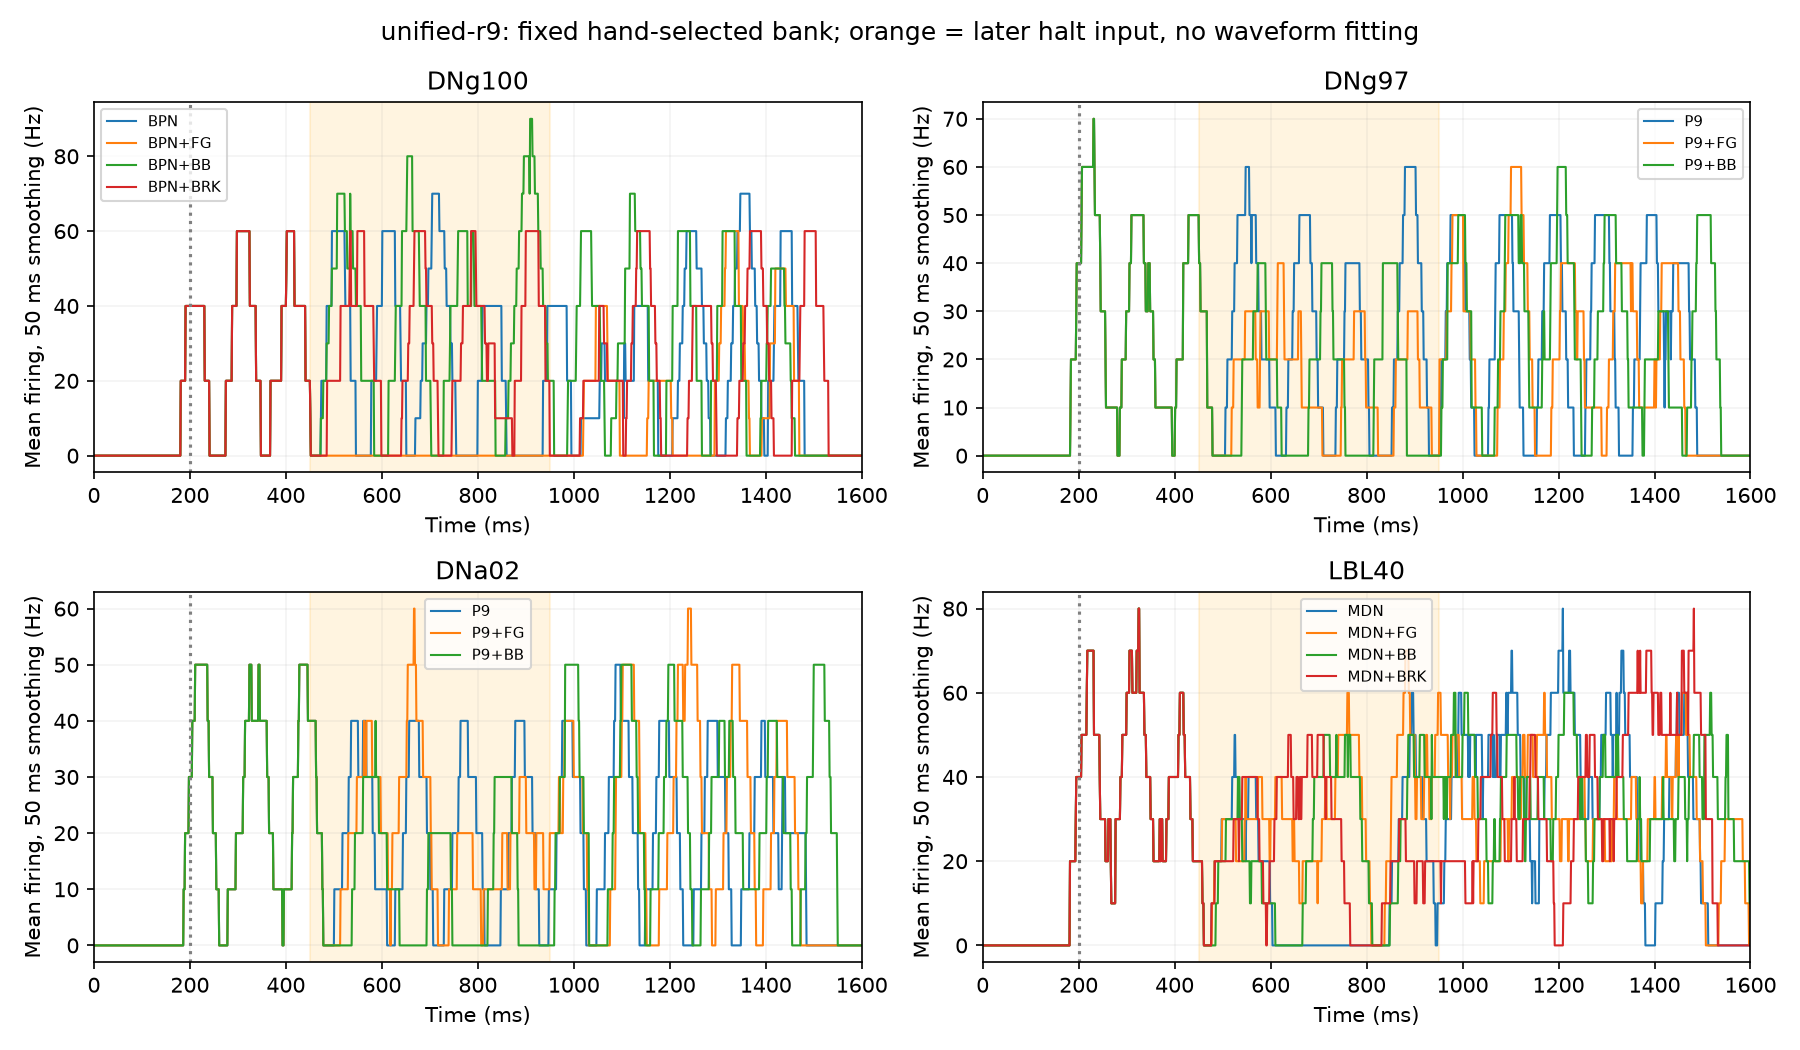 unified-r9: fixed hand-selected bank; orange = later halt input, no waveform fitting
DNg100
Mean firing, 50 ms smoothing (Hz)
80
60
40
20
0
BPN
BPN+FG
BPN+BB
BPN+BRK
0 200 400 600 800 1000 1200 1400 1600
Time (ms)
DNg97
Mean firing, 50 ms smoothing (Hz)
70
60
50
40
30
20
10
0
P9
P9+FG
P9+BB
0 200 400 600 800 1000 1200 1400 1600
Time (ms)
DNa02
Mean firing, 50 ms smoothing (Hz)
60
50
40
30
20
10
0
P9
P9+FG
P9+BB
0 200 400 600 800 1000 1200 1400 1600
Time (ms)
LBL40
Mean firing, 50 ms smoothing (Hz)
80
60
40
20
0
MDN
MDN+FG
MDN+BB
MDN+BRK
0 200 400 600 800 1000 1200 1400 1600
Time (ms)